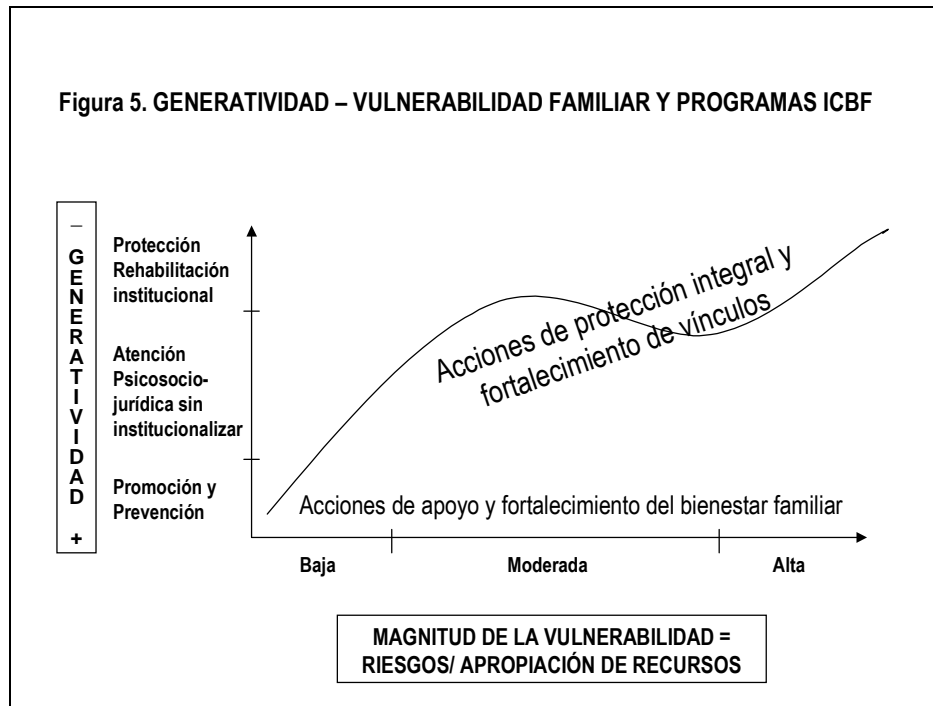 Figura 5. GENERATIVIDAD – VULNERABILIDAD FAMILIAR Y PROGRAMAS ICBF
– GENERATIVIDAD +
Protección
Rehabilitación
institucional
Atención
Psicosocio-
jurídica sin
institucionalizar
Promoción y
Prevención
Acciones de protección integral y
fortalecimiento de vínculos
Acciones de apoyo y fortalecimiento del bienestar familiar
Baja
Moderada
Alta
MAGNITUD DE LA VULNERABILIDAD =
RIESGOS/ APROPIACIÓN DE RECURSOS